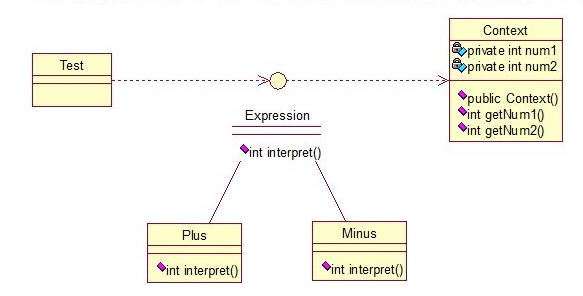 Context
private int num1
private int num2
public Context()
int getNum1()
int getNum2()
Test
Expression
int interpret()
Plus
int interpret()
Minus
int interpret()